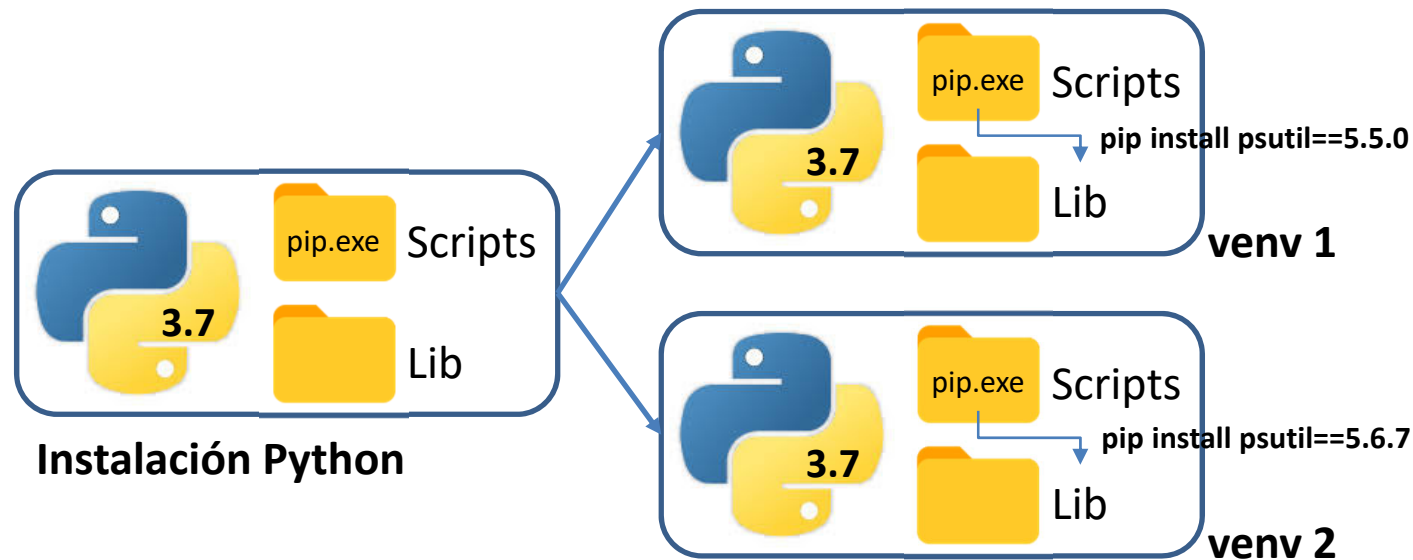 pip.exe Scripts
3.7
Lib
Instalación Python
pip.exe Scripts
pip install psutil==5.5.0
3.7
Lib
venv 1
pip.exe Scripts
pip install psutil==5.6.7
3.7
Lib
venv 2